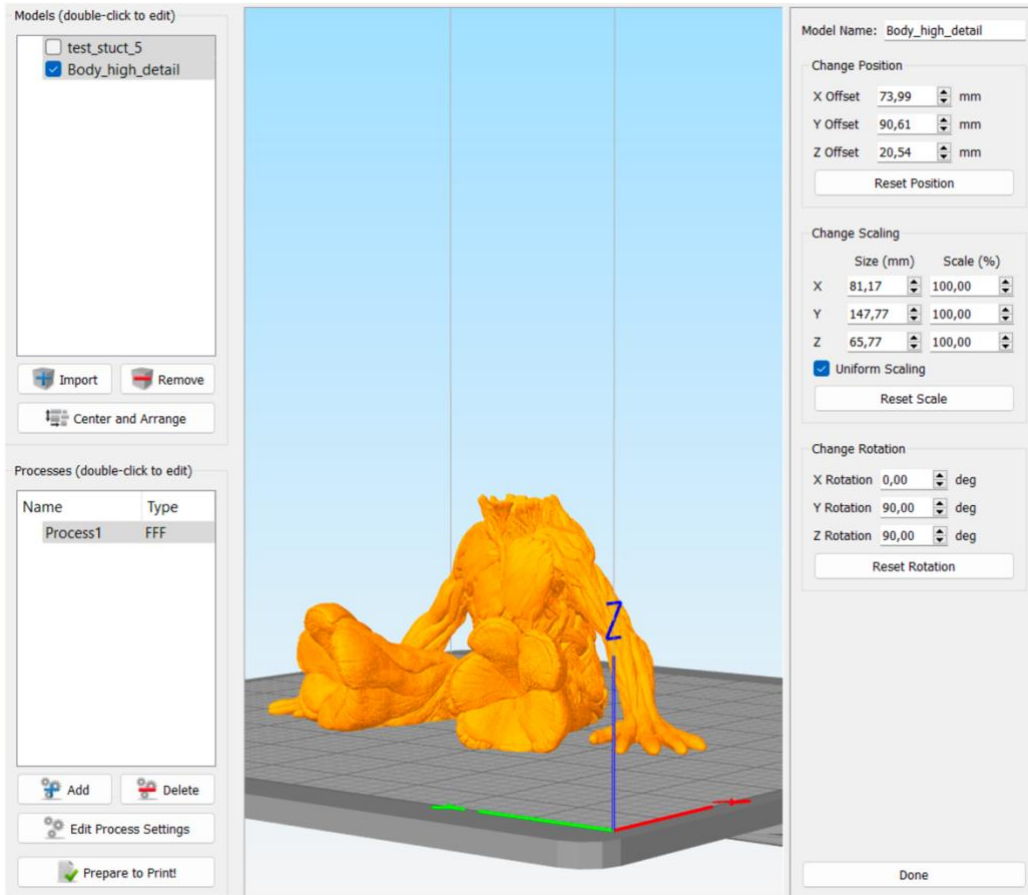 Models (double-click to edit)
test_stuct_5
Body_high_detail
Import Remove
Center and Arrange
Processes (double-click to edit)
Name Type
Process1 FFF
Add Delete
Edit Process Settings
Prepare to Print!
Z
Model Name: Body_high_detail
Change Position
X Offset 73,99 mm
Y Offset 90,61 mm
Z Offset 20,54 mm
Reset Position
Change Scaling
Size (mm) Scale (%)
X 81,17 100,00
Y 147,77 100,00
Z 65,77 100,00
Uniform Scaling
Reset Scale
Change Rotation
X Rotation 0,00 deg
Y Rotation 90,00 deg
Z Rotation 90,00 deg
Reset Rotation
Done